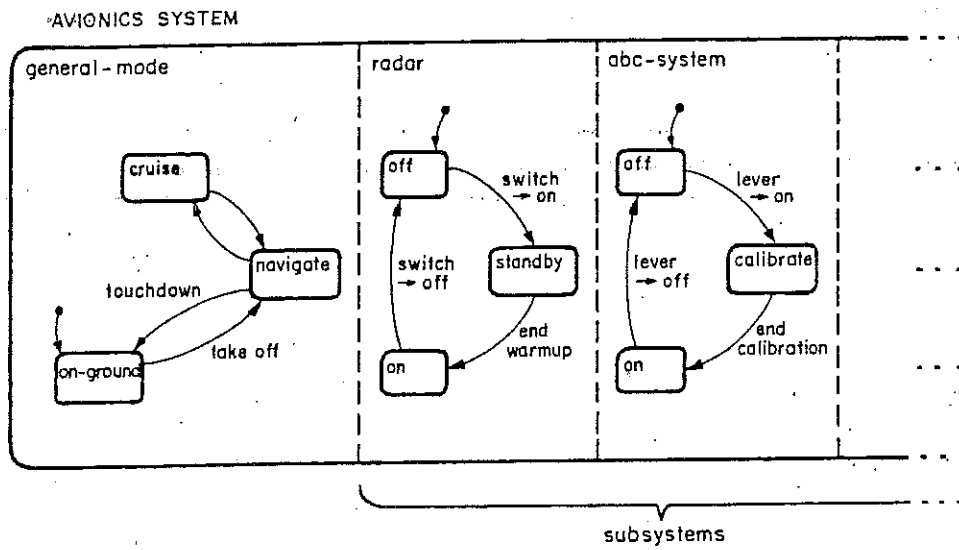 AVIONICS SYSTEM
general-mode
cruise
navigate
touchdown
take off
on-ground
radar
off
switch
→ on
standby
switch
→ off
end
warmup
on
abc-system
off
lever
→ on
calibrate
lever
→ off
end
calibration
on
subsystems